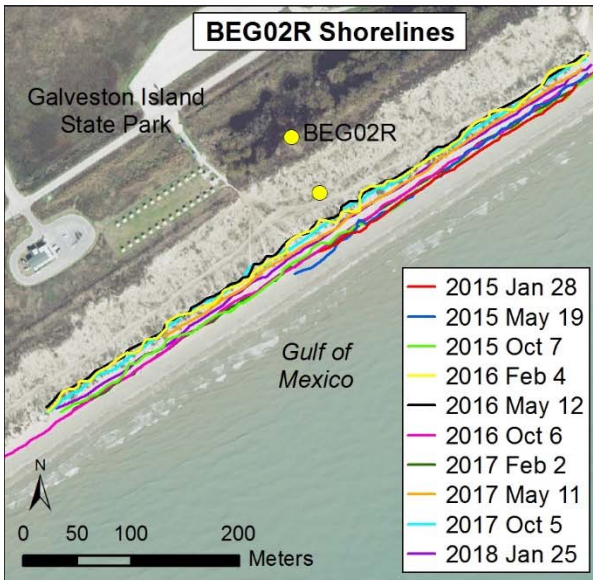 BEG02R Shorelines
Galveston Island
State Park
BEG02R
Gulf of
Mexico
2015 Jan 28
2015 May 19
2015 Oct 7
2016 Feb 4
2016 May 12
2016 Oct 6
2017 Feb 2
2017 May 11
2017 Oct 5
2018 Jan 25
N
0 50 100 200
Meters